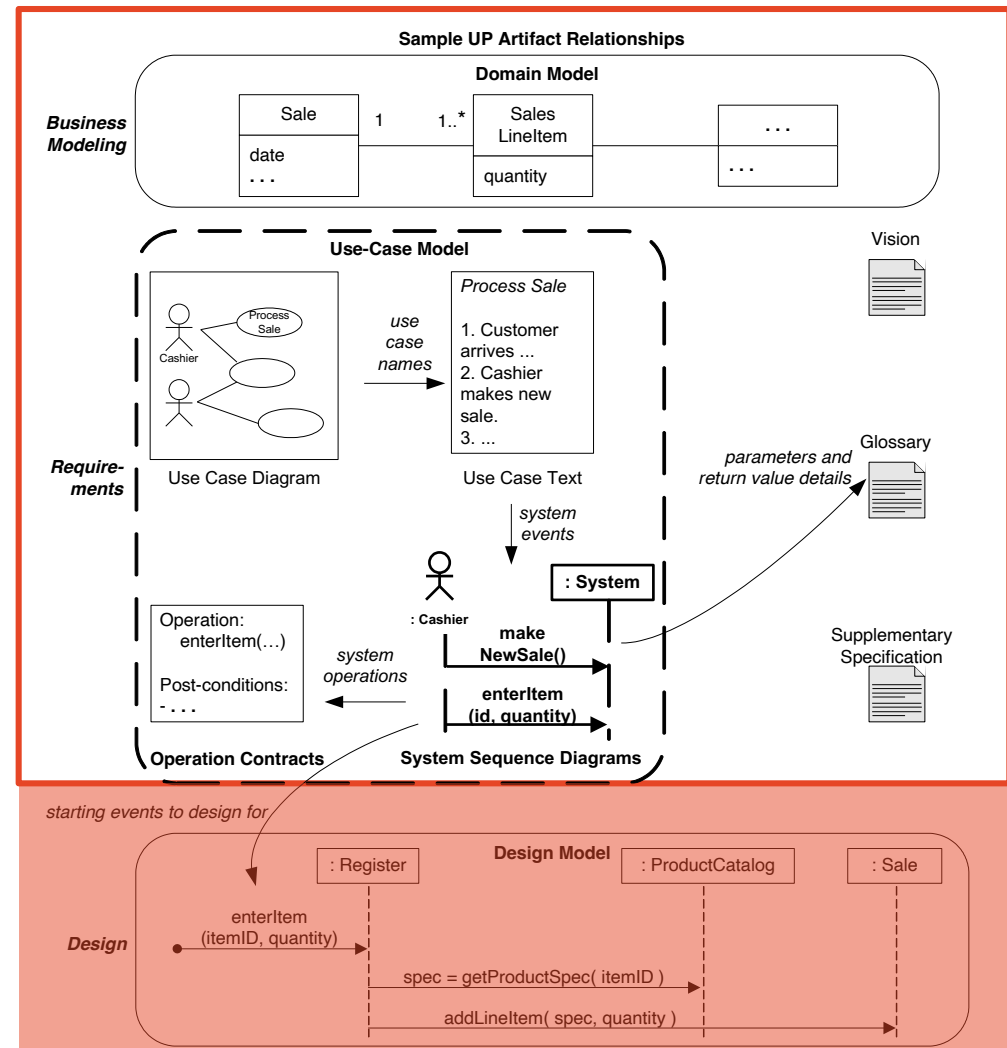 Sample UP Artifact Relationships
Domain Model
Business
Modeling
Sale
1
1..*
Sales
LineItem
. . .
date
. . .
quantity
. . .
Use-Case Model
Vision
Process
Sale
Cashier
use
case
names
Process Sale
1. Customer
arrives ...
2. Cashier
makes new
sale.
3. ...
Require-
ments
Use Case Diagram
Use Case Text
parameters and
return value details
Glossary
system
events
: Cashier
: System
make
NewSale()
enterItem
(id, quantity)
Operation:
enterItem(…)
Post-conditions:
- . . .
system
operations
Supplementary
Specification
Operation Contracts
System Sequence Diagrams
starting events to design for
Design Model
: Register
: ProductCatalog
: Sale
Design
enterItem
(itemID, quantity)
spec = getProductSpec( itemID )
addLineItem( spec, quantity )